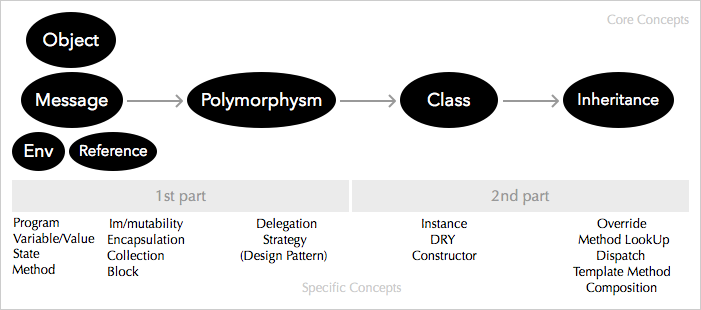 Core Concepts
Object
Message
Polymorphysm
Class
Inheritance
Env
Reference
1st part
2nd part
Program
Variable/Value
State
Method
Im/mutability
Encapsulation
Collection
Block
Delegation
Strategy
(Design Pattern)
Instance
DRY
Constructor
Override
Method LookUp
Dispatch
Template Method
Composition
Specific Concepts